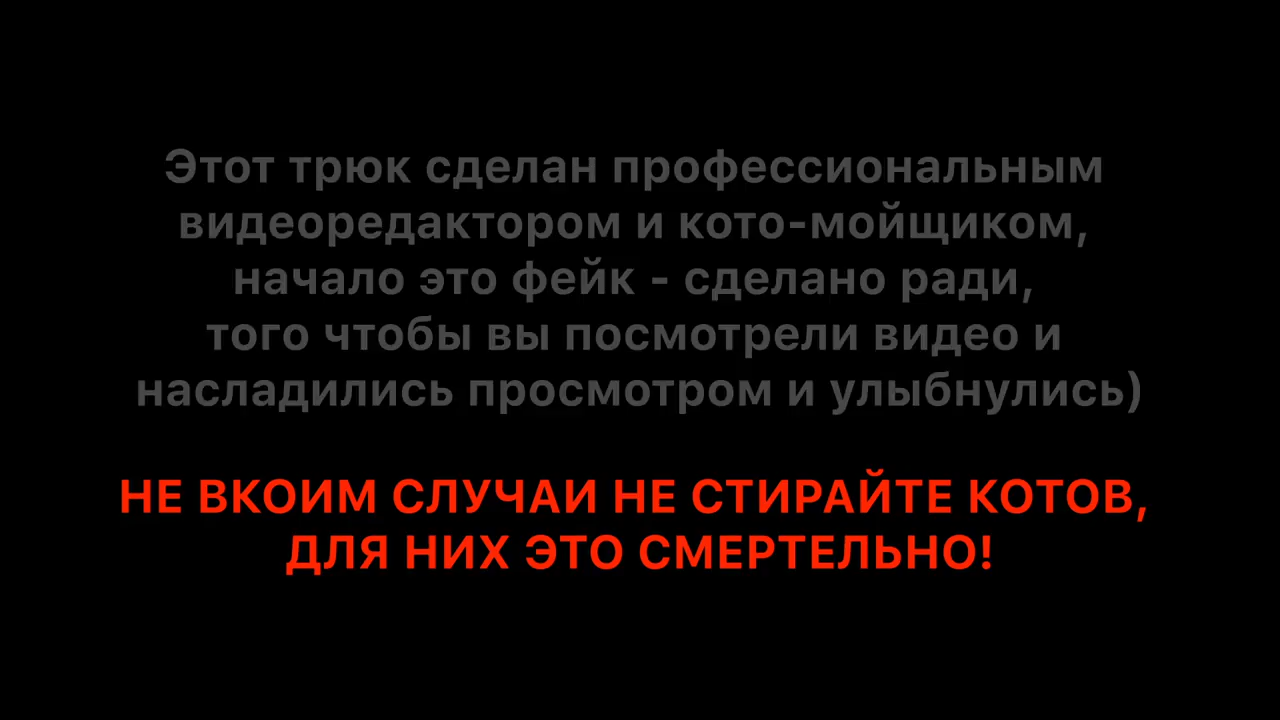 Этот трюк сделан профессиональным
видеоредактором и кото-мойщиком,
начало это фейк - сделано ради,
того чтобы вы посмотрели видео и
насладились просмотром и улыбнулись)
НЕ ВКОИМ СЛУЧАИ НЕ СТИРАЙТЕ КОТОВ,
ДЛЯ НИХ ЭТО СМЕРТЕЛЬНО!